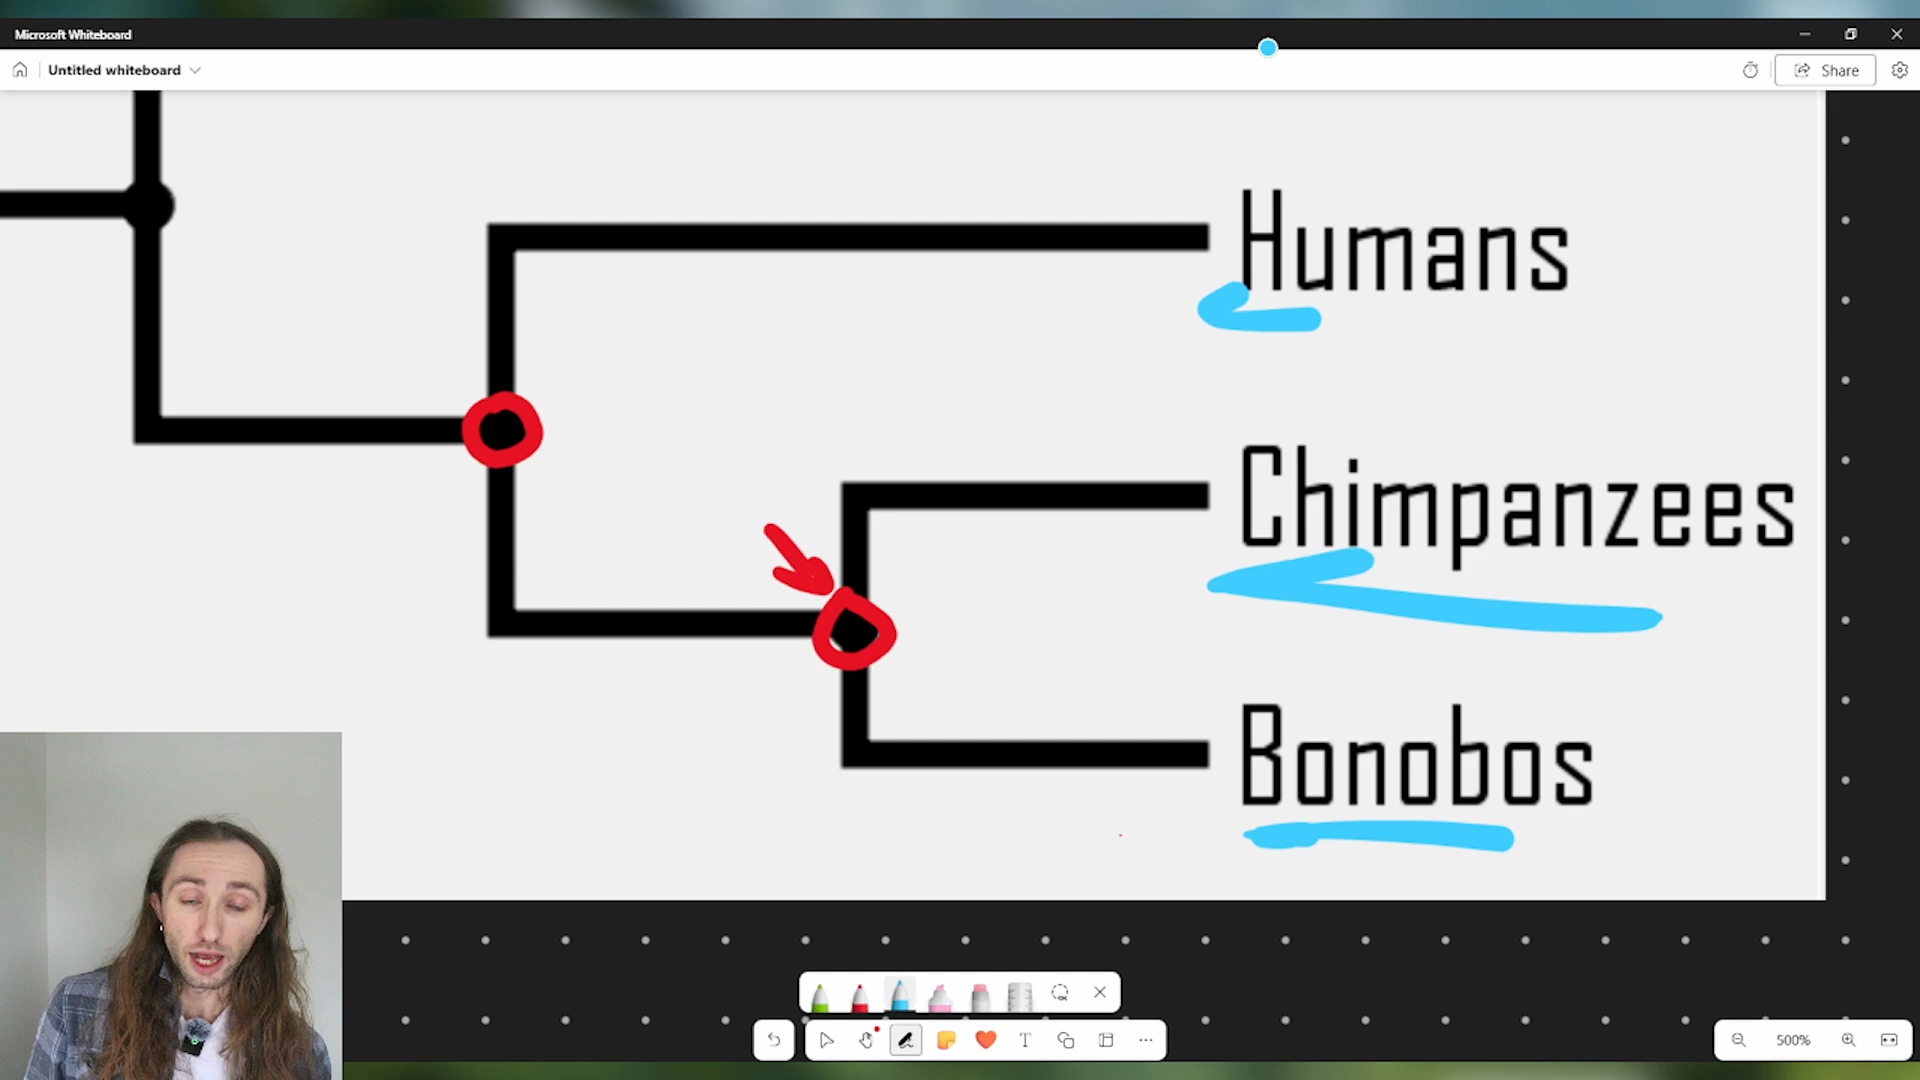 Microsoft Whiteboard
Untitled whiteboard
Share
Humans
Chimpanzees
Bonobos
T
500%